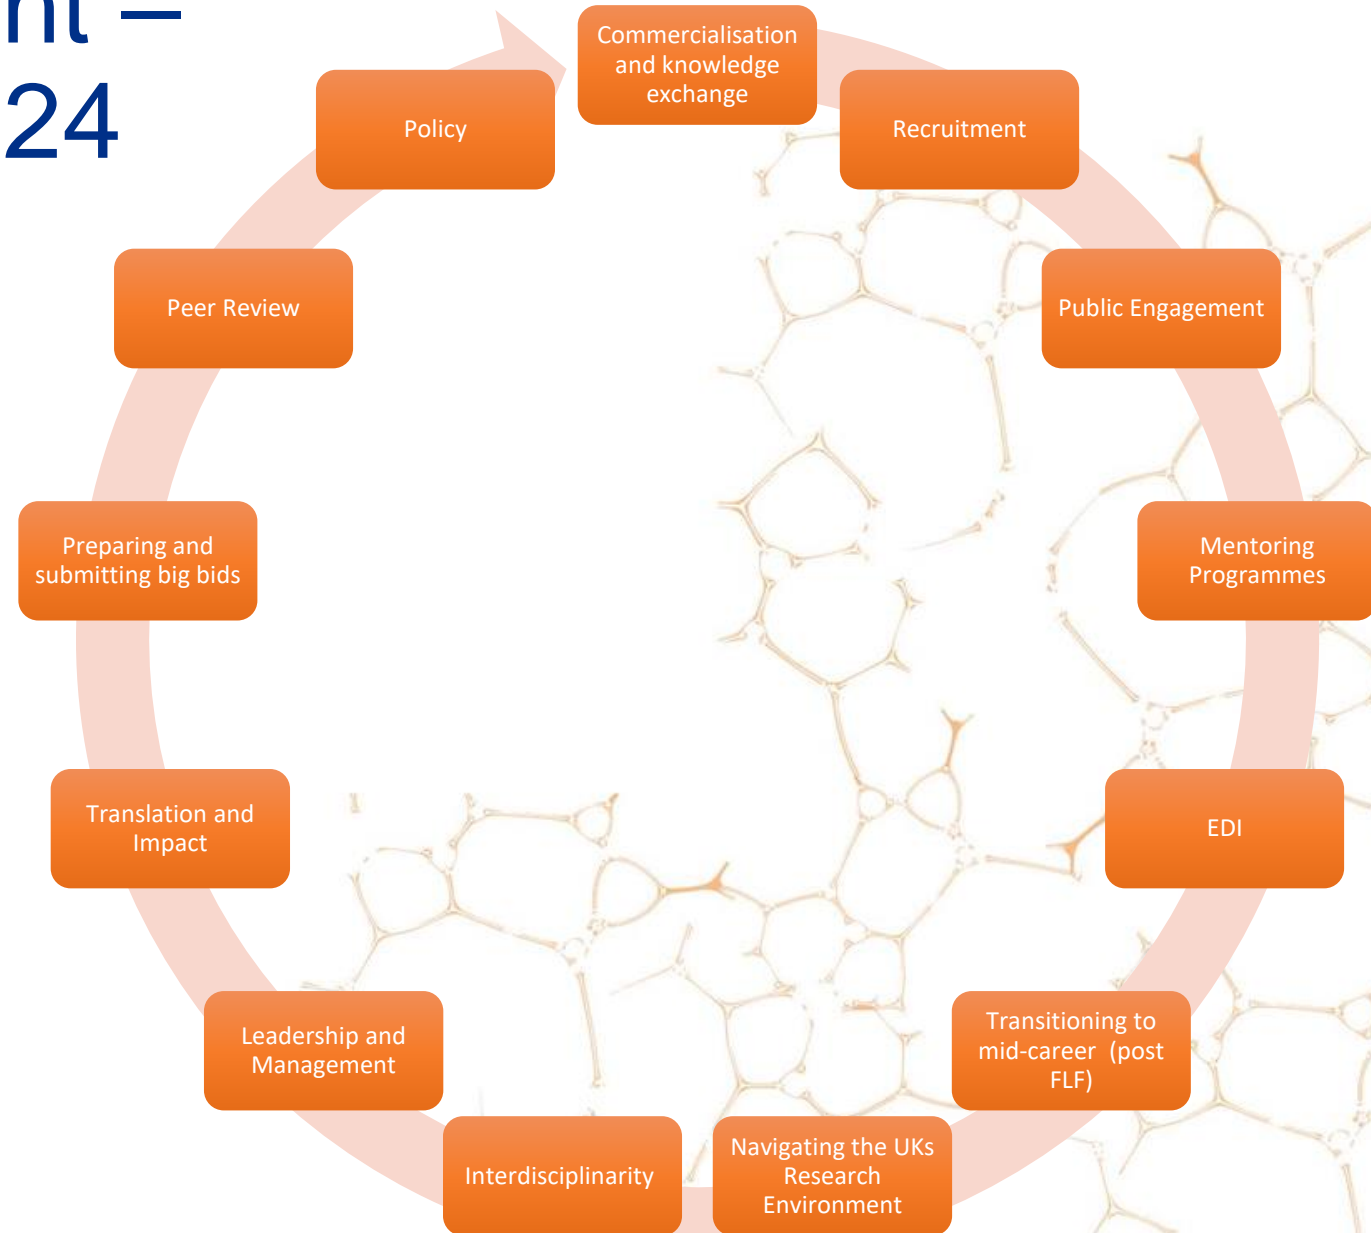 nt –
24
Commercialisation
and knowledge
exchange
Recruitment
Public Engagement
Mentoring
Programmes
EDI
Transitioning to
mid-career (post
FLF)
Navigating the UKs
Research
Environment
Interdisciplinarity
Leadership and
Management
Translation and
Impact
Preparing and
submitting big bids
Peer Review
Policy